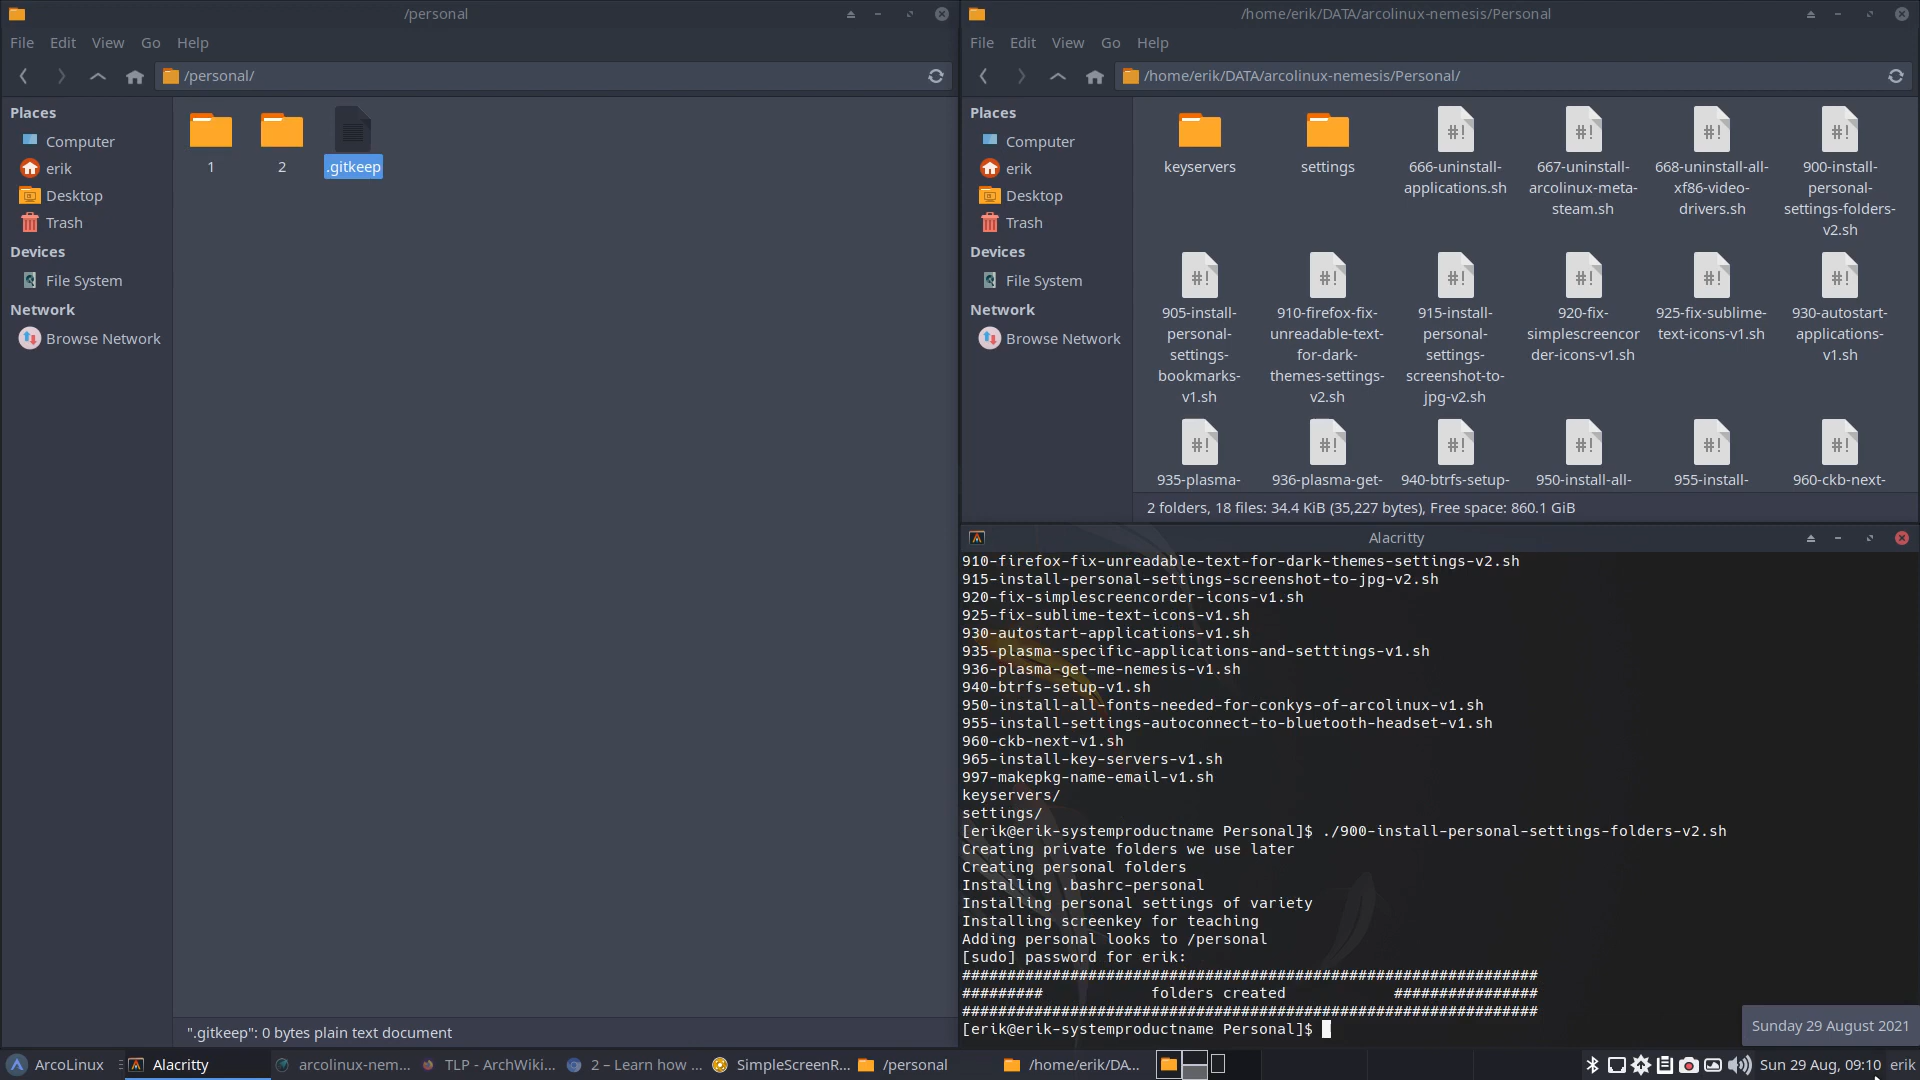 /personal
File Edit View Go Help
/personal/
Places
Computer
erik
Desktop
Trash
Devices
File System
Network
Browse Network
1
2
.gitkeep
".gitkeep": 0 bytes plain text document
/home/erik/DATA/arcolinux-nemesis/Personal
File Edit View Go Help
/home/erik/DATA/arcolinux-nemesis/Personal/
Places
Computer
erik
Desktop
Trash
Devices
File System
Network
Browse Network
keyservers
settings
666-uninstall-
applications.sh
667-uninstall-
arcolinux-meta-
steam.sh
668-uninstall-all-
xf86-video-
drivers.sh
900-install-
personal-
settings-folders-
v2.sh
905-install-
personal-
settings-
bookmarks-
v1.sh
910-firefox-fix-
unreadable-text-
for-dark-
themes-settings-
v2.sh
915-install-
personal-
settings-
screenshot-to-
jpg-v2.sh
920-fix-
simplescreencor
der-icons-v1.sh
925-fix-sublime-
text-icons-v1.sh
930-autostart-
applications-
v1.sh
935-plasma-
936-plasma-get-
940-btrfs-setup-
950-install-all-
955-install-
960-ckb-next-
2 folders, 18 files: 34.4 KiB (35,227 bytes), Free space: 860.1 GiB
Alacritty
910-firefox-fix-unreadable-text-for-dark-themes-settings-v2.sh
915-install-personal-settings-screenshot-to-jpg-v2.sh
920-fix-simplescreencorder-icons-v1.sh
925-fix-sublime-text-icons-v1.sh
930-autostart-applications-v1.sh
935-plasma-specific-applications-and-setttings-v1.sh
936-plasma-get-me-nemesis-v1.sh
940-btrfs-setup-v1.sh
950-install-all-fonts-needed-for-conkys-of-arcolinux-v1.sh
955-install-settings-autoconnect-to-bluetooth-headset-v1.sh
960-ckb-next-v1.sh
965-install-key-servers-v1.sh
997-makepkg-name-email-v1.sh
keyservers/
settings/
[erik@erik-systemproductname Personal]$ ./900-install-personal-settings-folders-v2.sh
Creating private folders we use later
Creating personal folders
Installing .bashrc-personal
Installing personal settings of variety
Installing screenkey for teaching
Adding personal looks to /personal
[sudo] password for erik:
################################################################
#########            folders created            ################
################################################################
[erik@erik-systemproductname Personal]$
Sunday 29 August 2021
ArcoLinux Alacritty arcolinux-nem... TLP - ArchWiki... 2 – Learn how ... SimpleScreenR... /personal /home/erik/DA... Sun 29 Aug, 09:10 erik